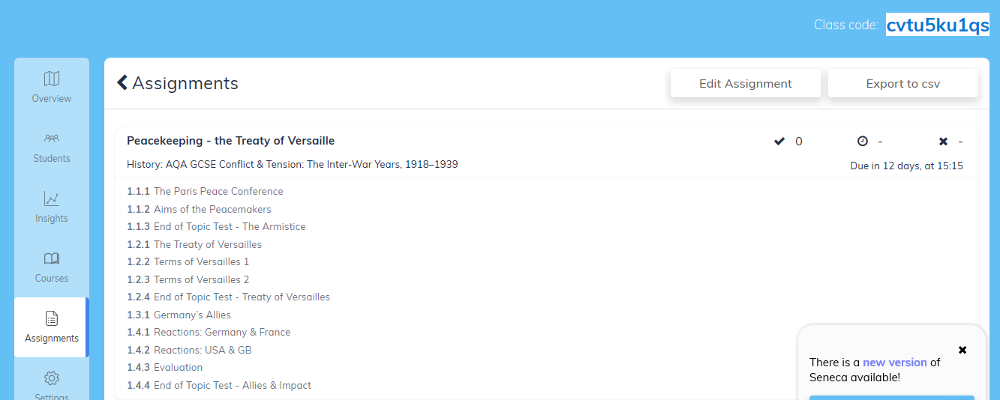 Class code: cvtu5ku1qs
Overview
Students
Insights
Courses
Assignments
Settings
Assignments
Edit Assignment
Export to csv
Peacekeeping - the Treaty of Versaille
0
-
-
History: AQA GCSE Conflict & Tension: The Inter-War Years, 1918–1939
Due in 12 days, at 15:15
1.1.1 The Paris Peace Conference
1.1.2 Aims of the Peacemakers
1.1.3 End of Topic Test - The Armistice
1.2.1 The Treaty of Versailles
1.2.2 Terms of Versailles 1
1.2.3 Terms of Versailles 2
1.2.4 End of Topic Test - Treaty of Versailles
1.3.1 Germany’s Allies
1.4.1 Reactions: Germany & France
1.4.2 Reactions: USA & GB
1.4.3 Evaluation
1.4.4 End of Topic Test - Allies & Impact
There is a new version of
Seneca available!